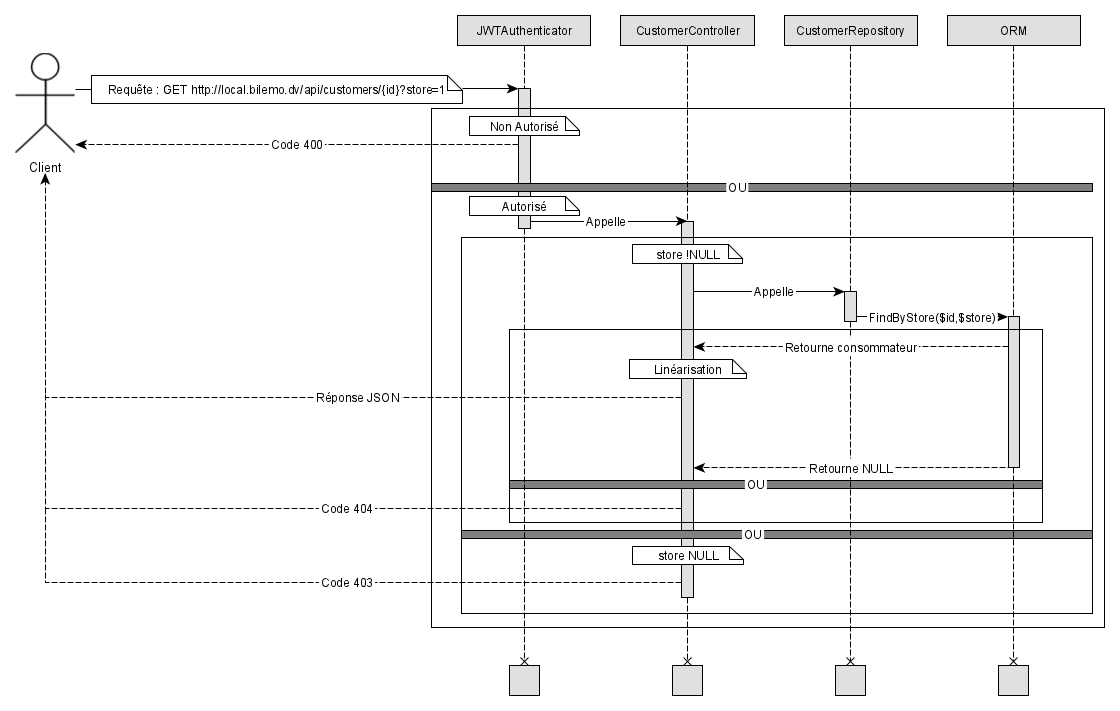 JWTAuthenticator
CustomerController
CustomerRepository
ORM
Requête : GET http://local.bilemo.dv/api/customers/{id}?store=1
Non Autorisé
Code 400
Client
OU
Autorisé
Appelle
store !NULL
Appelle
FindByStore($id,$store)
Retourne consommateur
Linéarisation
Réponse JSON
Retourne NULL
OU
Code 404
OU
store NULL
Code 403